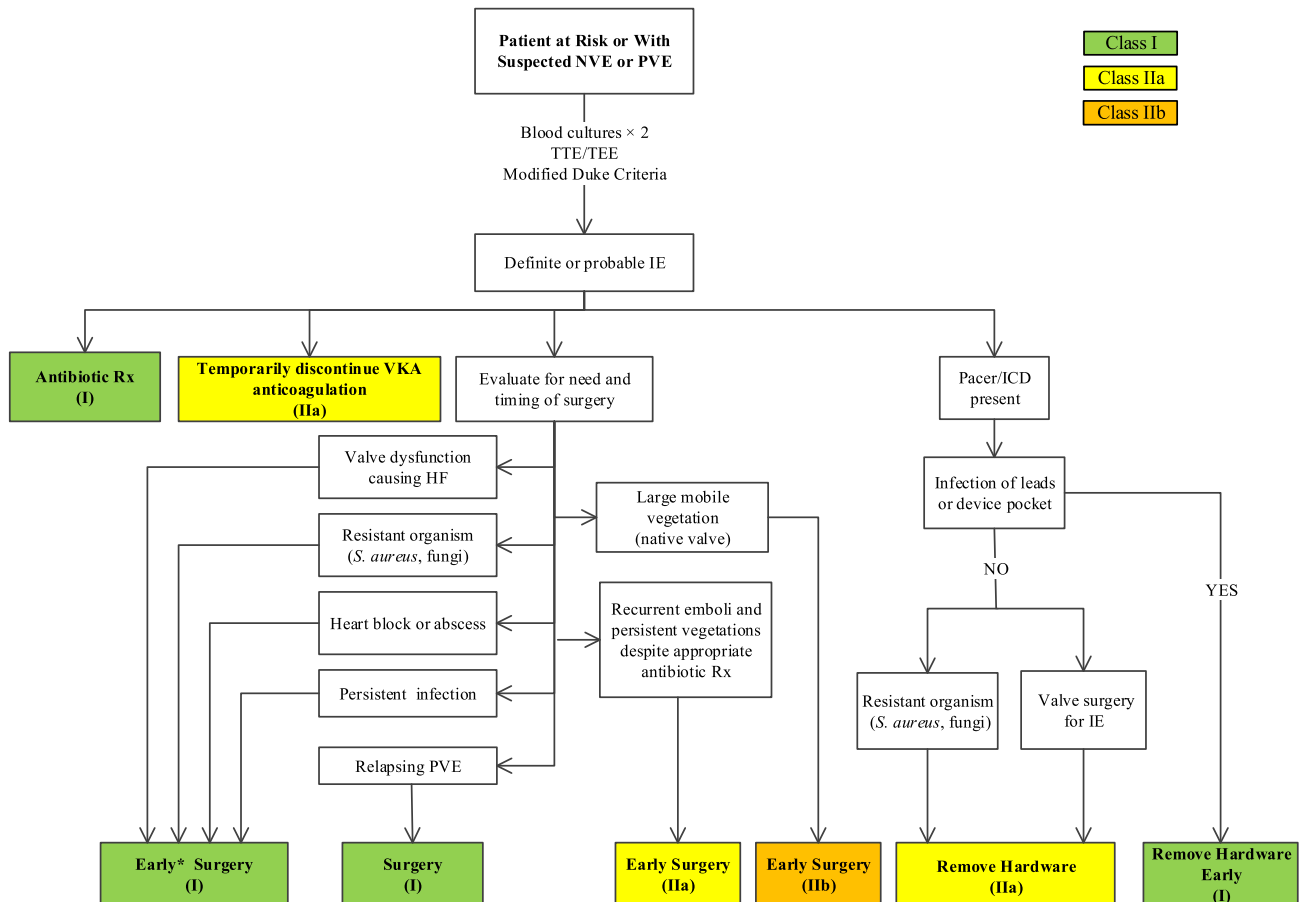 Patient at Risk or With
Suspected NVE or PVE
Class I
Class IIa
Class IIb
Blood cultures × 2
TTE/TEE
Modified Duke Criteria
Definite or probable IE
Antibiotic Rx
(I)
Temporarily discontinue VKA
anticoagulation
(IIa)
Evaluate for need and
timing of surgery
Pacer/ICD
present
Valve dysfunction
causing HF
Resistant organism
(S. aureus, fungi)
Heart block or abscess
Persistent infection
Relapsing PVE
Large mobile
vegetation
(native valve)
Recurrent emboli and
persistent vegetations
despite appropriate
antibiotic Rx
Infection of leads
or device pocket
NO
YES
Resistant organism
(S. aureus, fungi)
Valve surgery
for IE
Early* Surgery
(I)
Surgery
(I)
Early Surgery
(IIa)
Early Surgery
(IIb)
Remove Hardware
(IIa)
Remove Hardware
Early
(I)